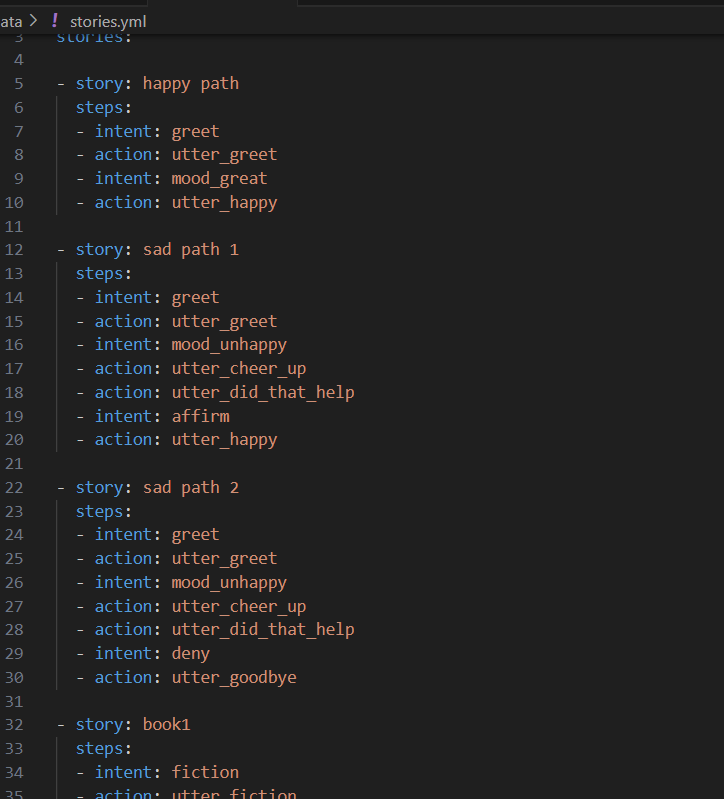 ata > ! stories.yml
3 stories:
4
5 - story: happy path
6 steps:
7 - intent: greet
8 - action: utter_greet
9 - intent: mood_great
10 - action: utter_happy
11
12 - story: sad path 1
13 steps:
14 - intent: greet
15 - action: utter_greet
16 - intent: mood_unhappy
17 - action: utter_cheer_up
18 - action: utter_did_that_help
19 - intent: affirm
20 - action: utter_happy
21
22 - story: sad path 2
23 steps:
24 - intent: greet
25 - action: utter_greet
26 - intent: mood_unhappy
27 - action: utter_cheer_up
28 - action: utter_did_that_help
29 - intent: deny
30 - action: utter_goodbye
31
32 - story: book1
33 steps:
34 - intent: fiction
35 - action: utter_fiction